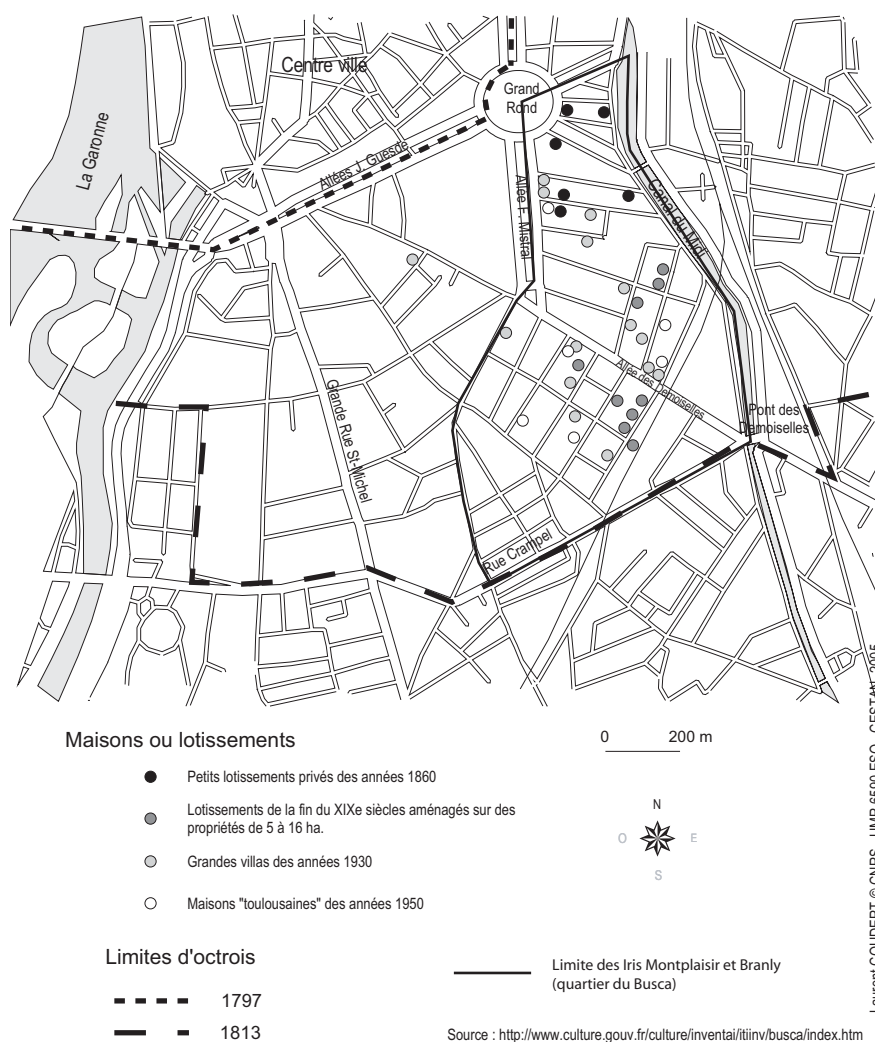 Centre ville
Grand
Rond
La Garonne
Allées J. Guesde
Allée F. Mistral
Canal du Midi
Grande Rue St-Michel
Allée des Demoiselles
Pont des
Demoiselles
Rue Crampel
Maisons ou lotissements
Petits lotissements privés des années 1860
Lotissements de la fin du XIXe siècles aménagés sur des
propriétés de 5 à 16 ha.
Grandes villas des années 1930
Maisons "toulousaines" des années 1950
0 200 m
N
O E
S
Limites d'octrois
1797
1813
Limite des Iris Montplaisir et Branly
(quartier du Busca)
Source : http://www.culture.gouv.fr/culture/inventai/itiinv/busca/index.htm
Laurent COUDERT © CNRS - UMR 6590 ESO - GESTAN, 2005